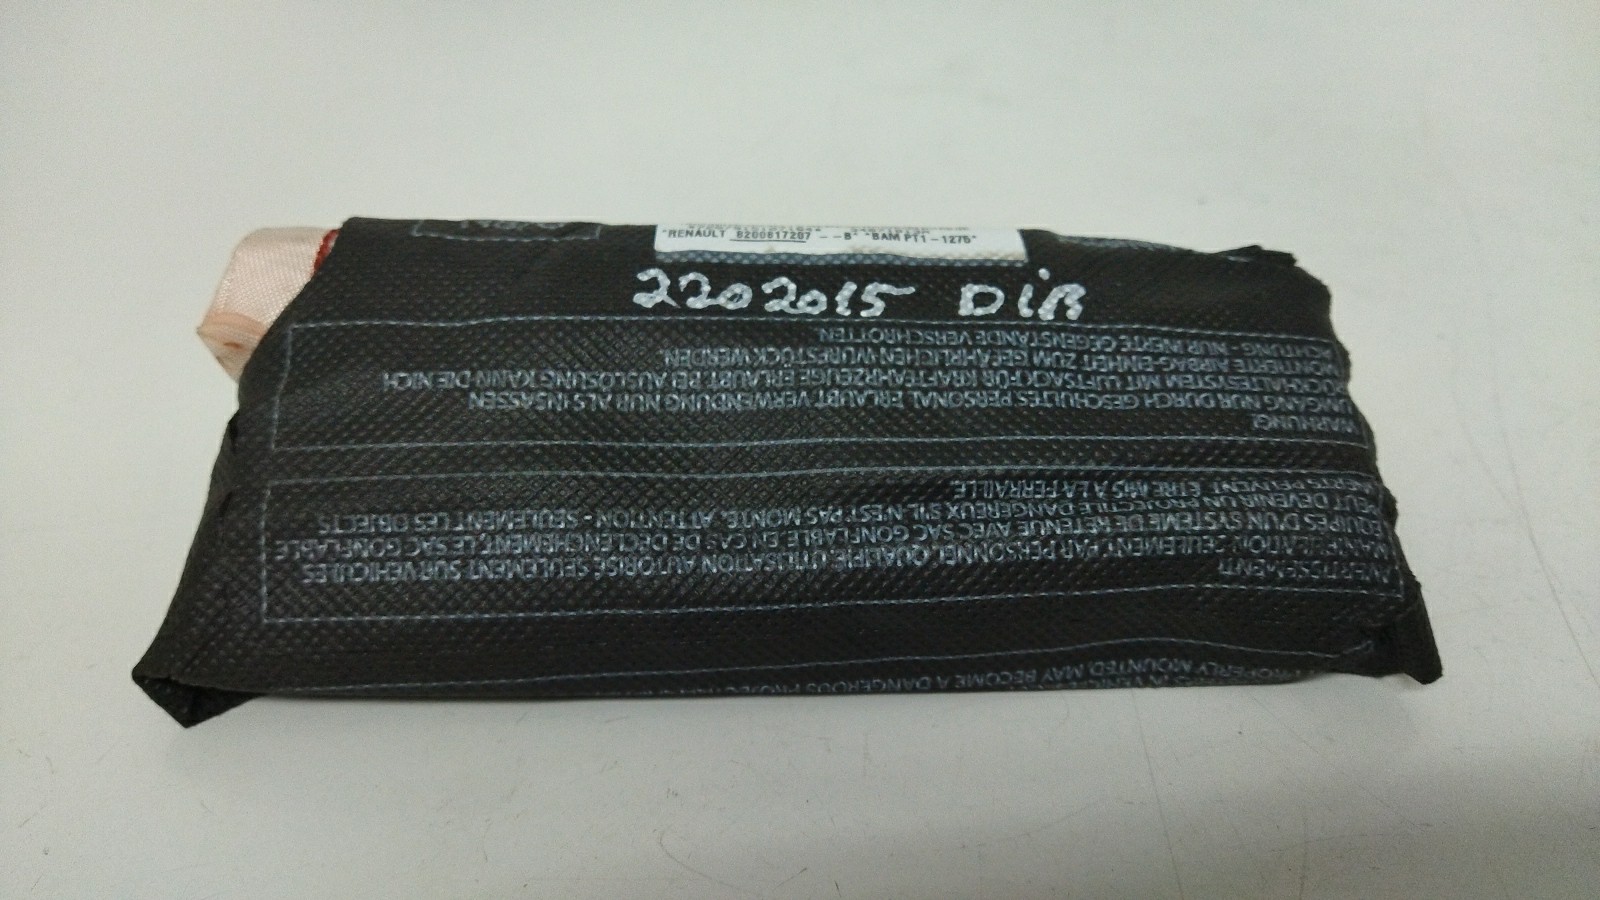 "RENAULT 8200617207 - -B" "BAM PT1-1275"
2202015 DiR
WARNUNG!
UMGANG NUR DURCH GESCHULTES PERSONAL ERLAUBT VERWENDUNG NUR ALS INSASSEN
RÜCKHALTESYSTEM MIT LUFTSACK FÜR KRAFTFAHRZEUGE ERLAUBT BEI AUSLÖSUNG KANN DIE NICH
MONTIERTE AIRBAG-EINHEIT ZUM GEFÄHRLICHEN WURFSTÜCK WERDEN.
ACHTUNG - NUR INERTE GEGENSTÄNDE VERSCHROTTEN.
AVERTISSEMENT!
MANIPULATION SEULEMENT PAR PERSONNEL QUALIFIE, UTILISATION AUTORISÉ SEULEMENT SUR VEHICULES
EQUIPES D'UN SYSTEME DE RETENUE AVEC SAC GONFLABLE EN CAS DE DECLENCHEMENT, LE SAC GONFLABLE
PEUT DEVENIR UN PROJECTILE DANGEREUX S'IL N'EST PAS MONTÉ. ATTENTION - SEULEMENT LES OBJECTS
INERTS PEUVENT ÊTRE MIS A LA FERRAILLE.
PROPERLY MOUNTED, MAY BECOME A DANGEROUS